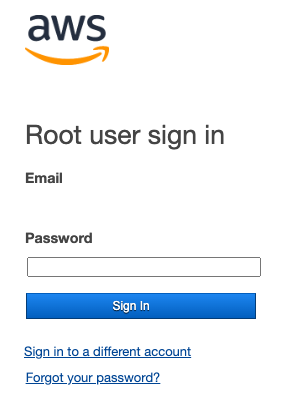 aws
Root user sign in
Email
Password
Sign In
Sign in to a different account
Forgot your password?